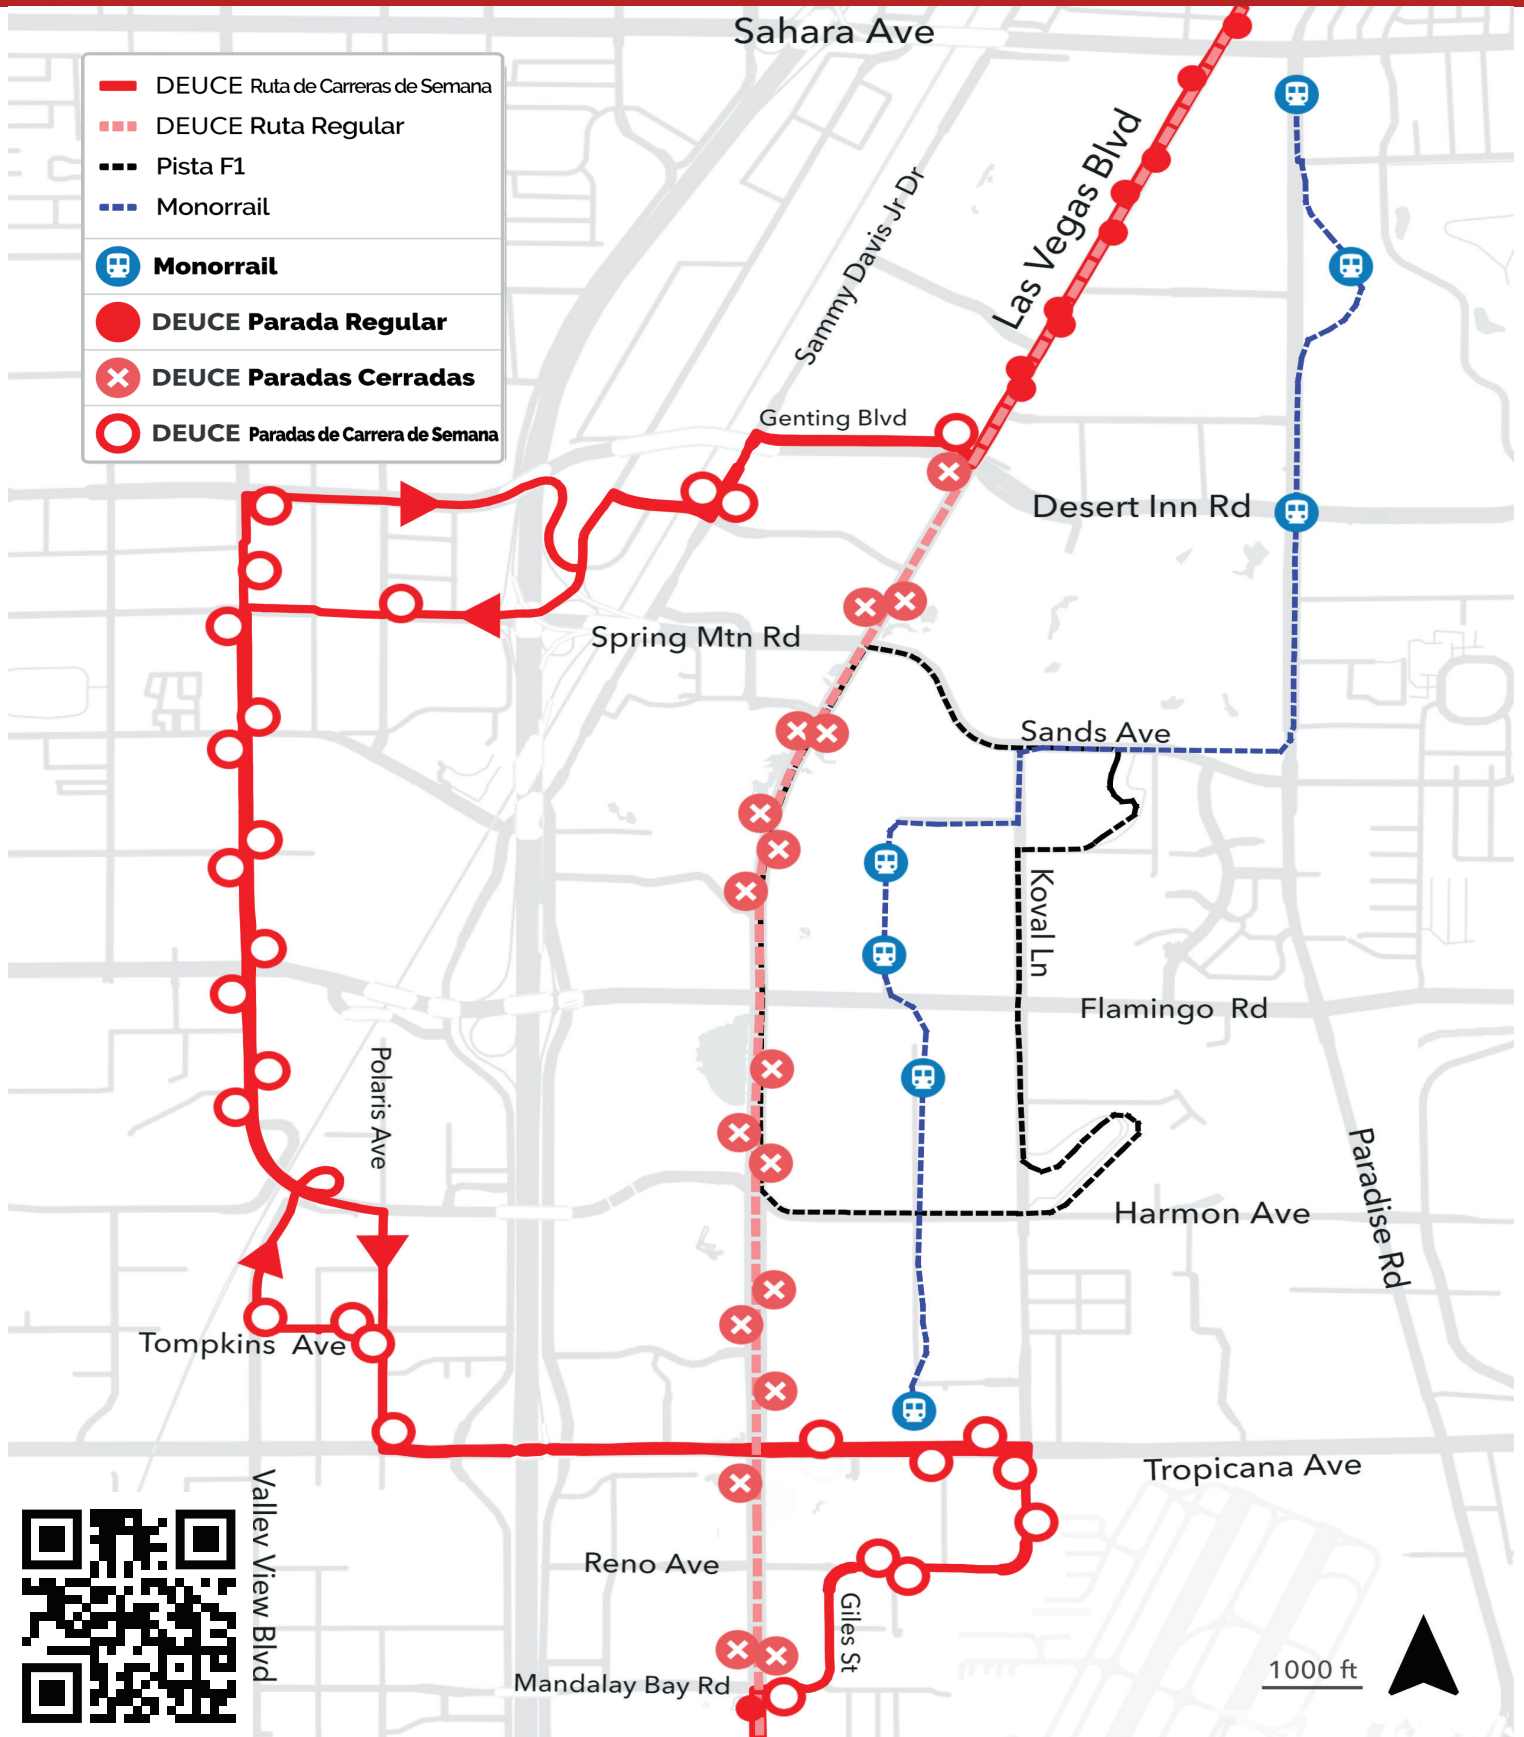 Sahara Ave
DEUCE Ruta de Carreras de Semana
DEUCE Ruta Regular
Pista F1
Monorrail
Monorrail
DEUCE Parada Regular
DEUCE Paradas Cerradas
DEUCE Paradas de Carrera de Semana
Las Vegas Blvd
Sammy Davis Jr Dr
Genting Blvd
Desert Inn Rd
Spring Mtn Rd
Sands Ave
Koval Ln
Flamingo Rd
Polaris Ave
Paradise Rd
Harmon Ave
Tompkins Ave
Tropicana Ave
Valley View Blvd
Reno Ave
Giles St
Mandalay Bay Rd
1000 ft